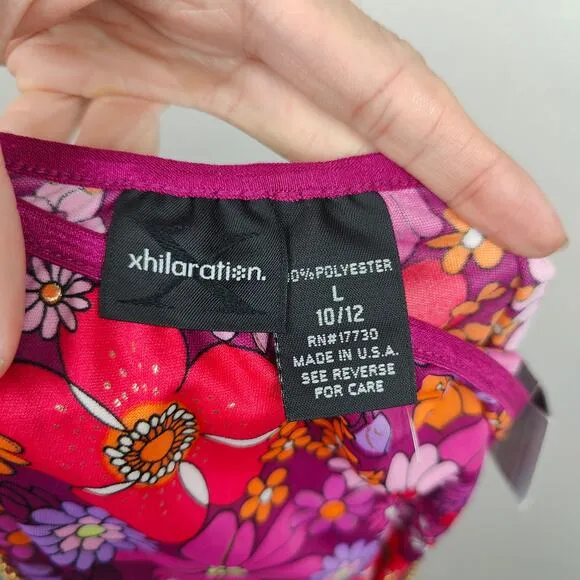 xhilaration.
0% POLYESTER
L
10/12
RN#17730
MADE IN U.S.A.
SEE REVERSE
FOR CARE